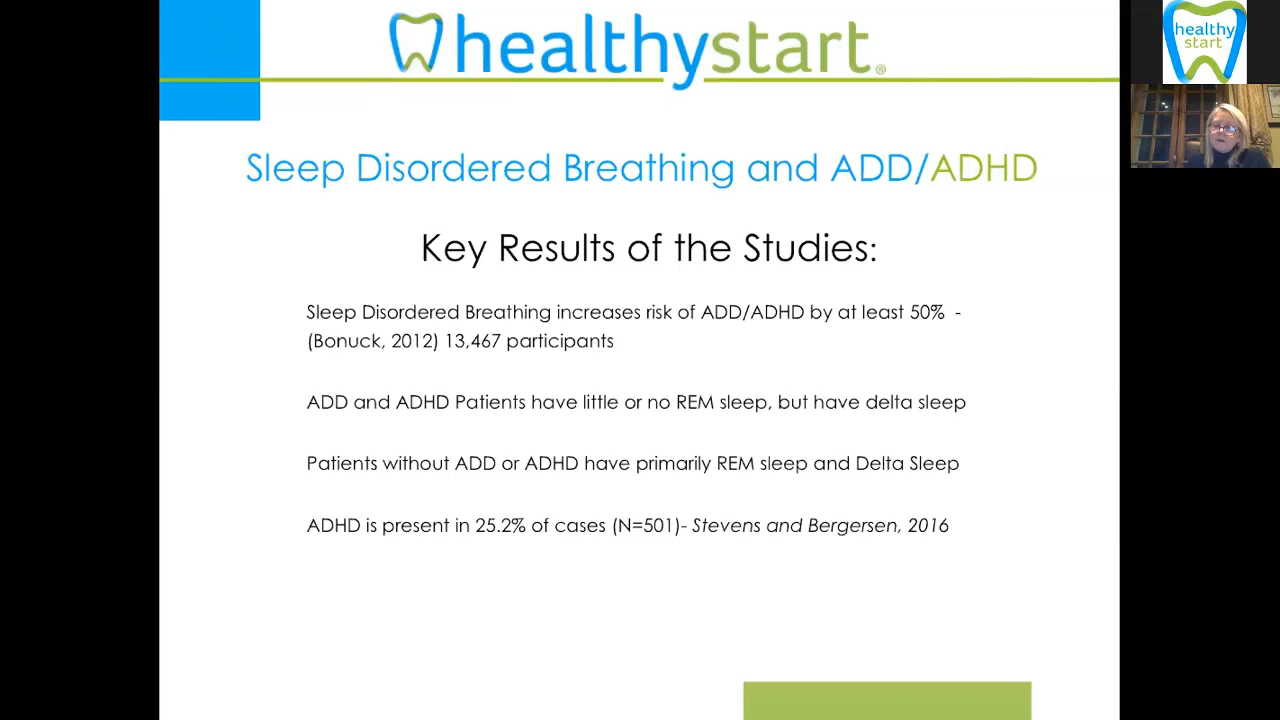 healthystart®
healthy
start
Sleep Disordered Breathing and ADD/ADHD
Key Results of the Studies:
Sleep Disordered Breathing increases risk of ADD/ADHD by at least 50% -
(Bonuck, 2012) 13,467 participants
ADD and ADHD Patients have little or no REM sleep, but have delta sleep
Patients without ADD or ADHD have primarily REM sleep and Delta Sleep
ADHD is present in 25.2% of cases (N=501)- Stevens and Bergersen, 2016